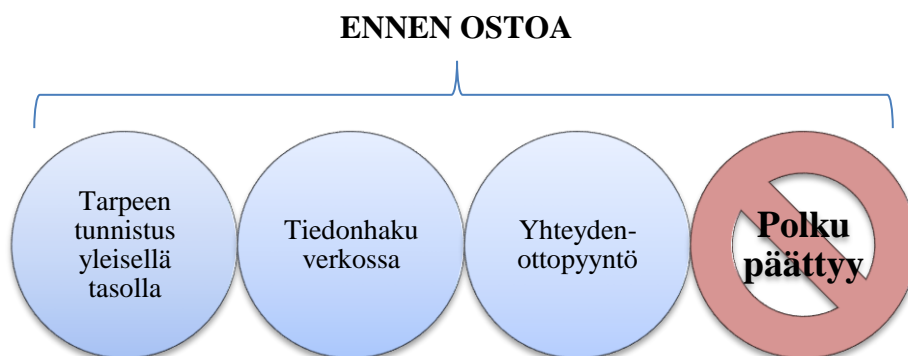 ENNEN OSTOA
Tarpeen
tunnistus
yleisellä
tasolla
Tiedonhaku
verkossa
Yhteyden-
ottopyyntö
Polku
päättyy